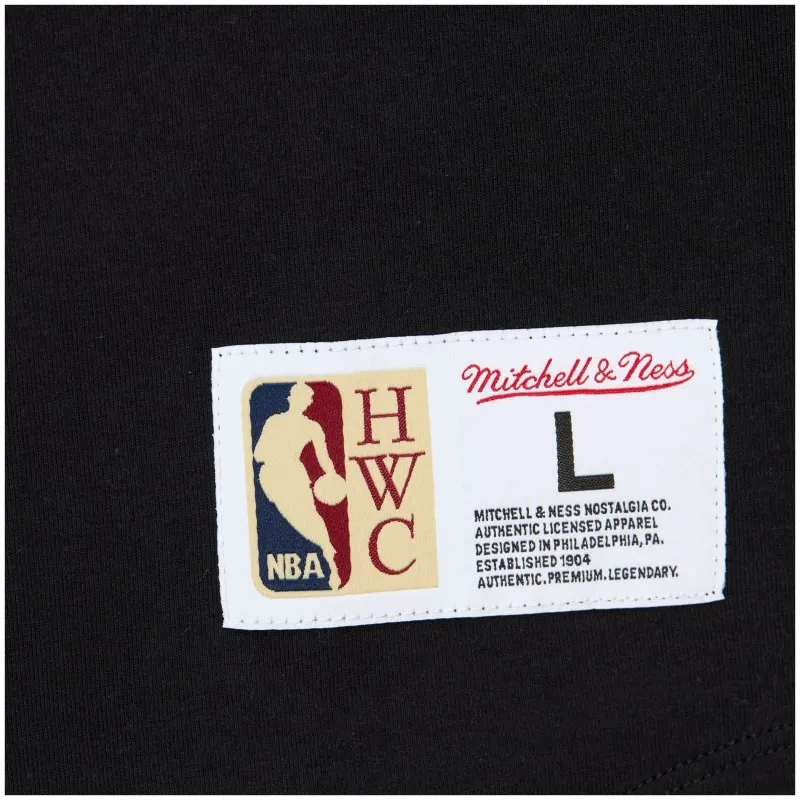 NBA
H
W
C
Mitchell & Ness
L
MITCHELL & NESS NOSTALGIA CO.
AUTHENTIC LICENSED APPAREL
DESIGNED IN PHILADELPHIA, PA.
ESTABLISHED 1904
AUTHENTIC.PREMIUM.LEGENDARY.